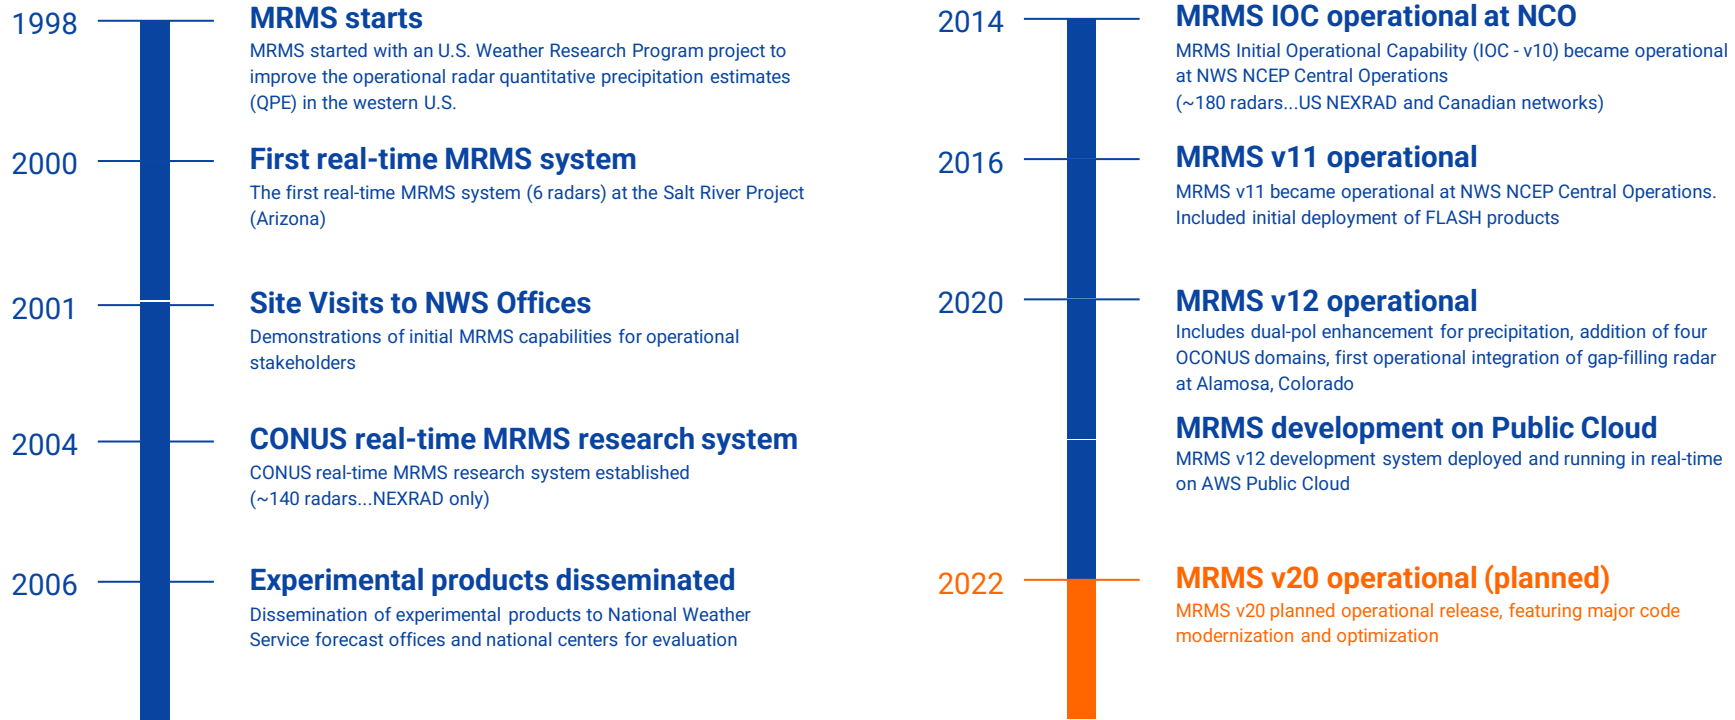 1998
MRMS starts
MRMS started with an U.S. Weather Research Program project to
improve the operational radar quantitative precipitation estimates
(QPE) in the western U.S.
2000
First real-time MRMS system
The first real-time MRMS system (6 radars) at the Salt River Project
(Arizona)
2001
Site Visits to NWS Offices
Demonstrations of initial MRMS capabilities for operational
stakeholders
2004
CONUS real-time MRMS research system
CONUS real-time MRMS research system established
(~140 radars...NEXRAD only)
2006
Experimental products disseminated
Dissemination of experimental products to National Weather
Service forecast offices and national centers for evaluation
2014
MRMS IOC operational at NCO
MRMS Initial Operational Capability (IOC - v10) became operational
at NWS NCEP Central Operations
(~180 radars...US NEXRAD and Canadian networks)
2016
MRMS v11 operational
MRMS v11 became operational at NWS NCEP Central Operations.
Included initial deployment of FLASH products
2020
MRMS v12 operational
Includes dual-pol enhancement for precipitation, addition of four
OCONUS domains, first operational integration of gap-filling radar
at Alamosa, Colorado
MRMS development on Public Cloud
MRMS v12 development system deployed and running in real-time
on AWS Public Cloud
2022
MRMS v20 operational (planned)
MRMS v20 planned operational release, featuring major code
modernization and optimization